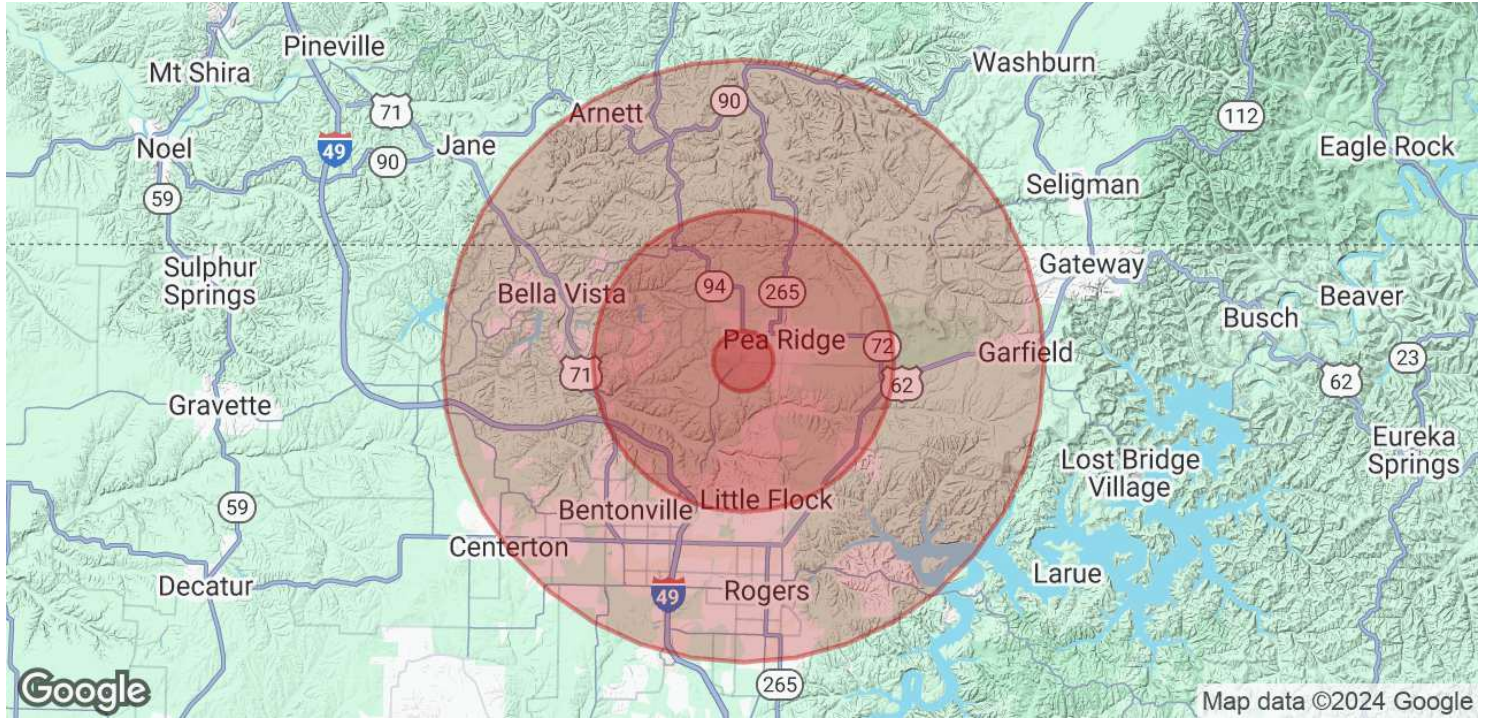 Pineville
Mt Shira
Washburn
71
Arnett
90
112
Noel
49
90
Jane
Eagle Rock
59
Seligman
Sulphur
Springs
Gateway
Bella Vista
94
265
Beaver
Busch
Pea Ridge
72
Garfield
71
62
62
23
Gravette
Eureka
Springs
Lost Bridge
Village
Bentonville
Little Flock
59
Centerton
Decatur
49
Rogers
Larue
265
Google
Map data ©2024 Google